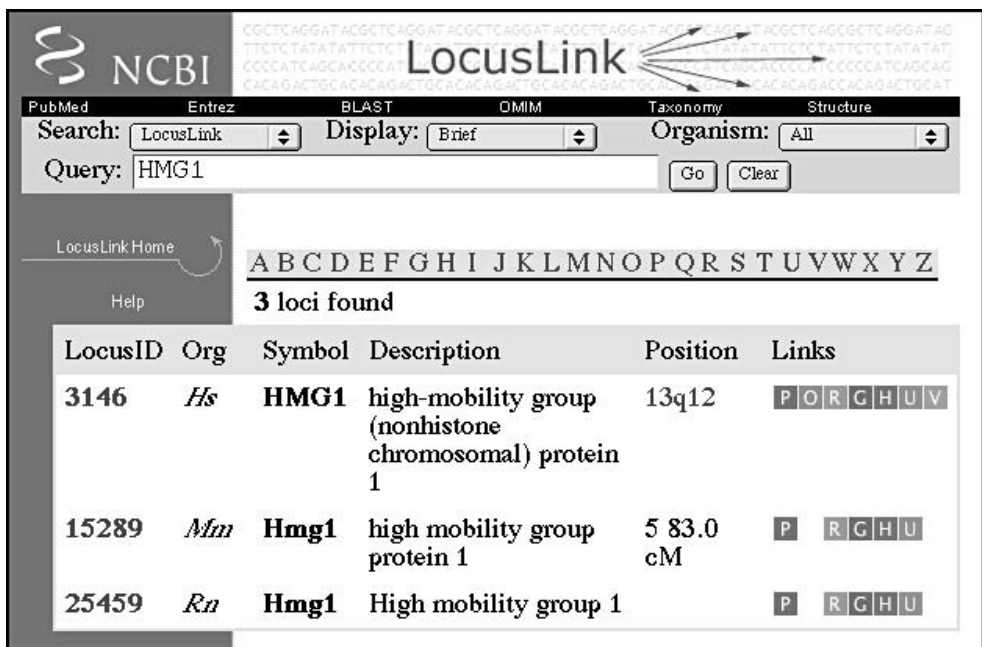 NCBI
LocusLink
PubMed Entrez BLAST OMIM Taxonomy Structure
Search: LocusLink Display: Brief Organism: All
Query: HMG1 Go Clear
LocusLink Home
A B C D E F G H I J K L M N O P Q R S T U V W X Y Z
Help
3 loci found
LocusID Org Symbol Description Position Links
3146 Hs HMG1 high-mobility group 13q12 P O R G H U V
(nonhistone
chromosomal) protein
1
15289 Mm Hmg1 high mobility group 5 83.0 P R G H U
protein 1 cM
25459 Rn Hmg1 High mobility group 1 P R G H U